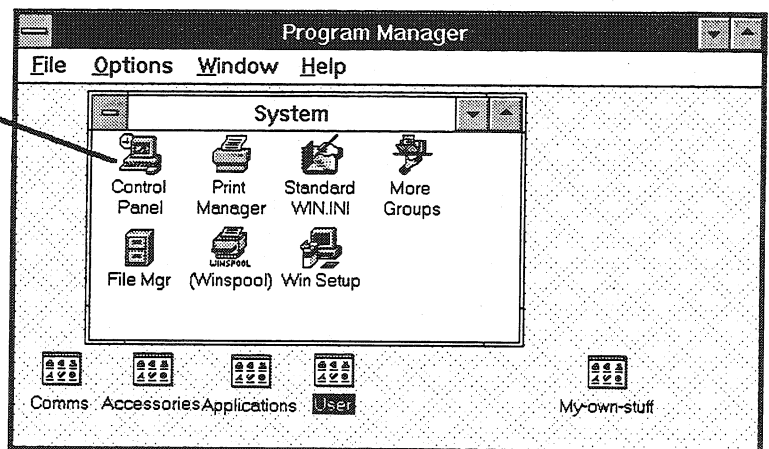 Program Manager
File Options Window Help
System
Control Panel
Print Manager
Standard WIN.INI
More Groups
File Mgr
WINSPOOL
(Winspool)
Win Setup
Comms
Accessories
Applications
User
My-own-stuff